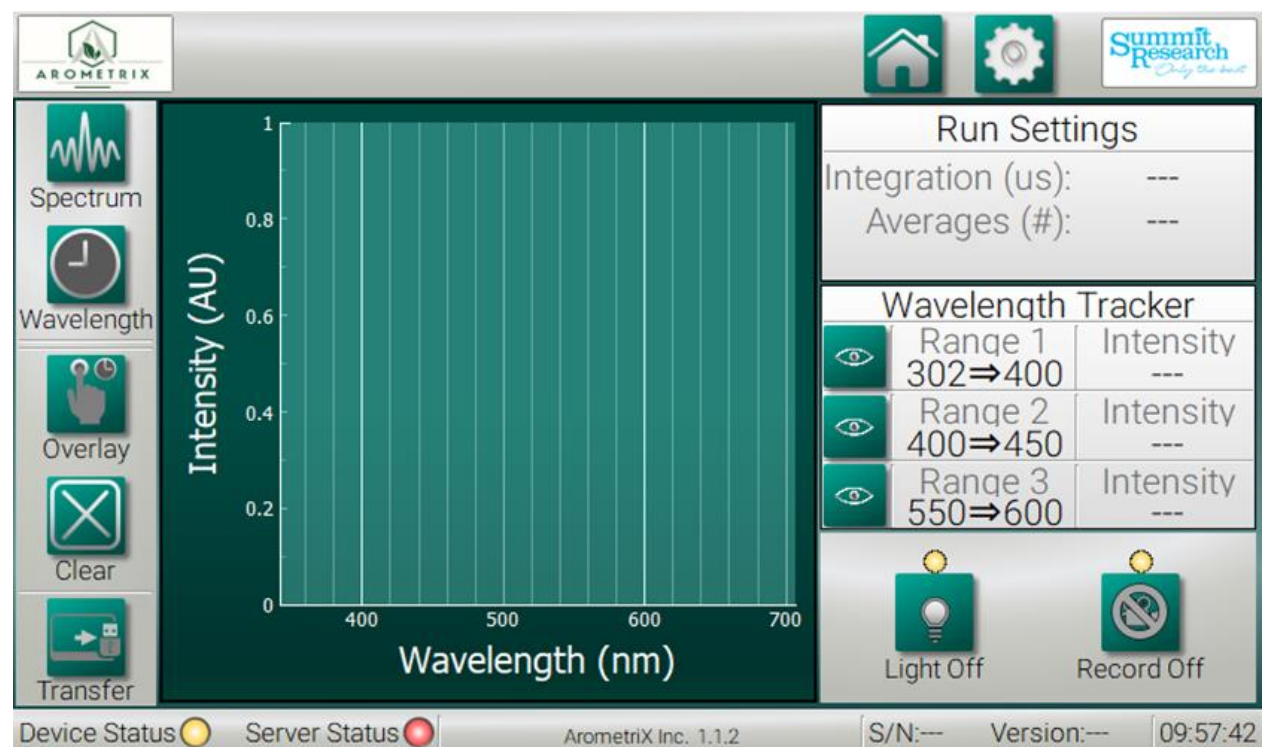 AROMETRIX
Summit
Research
Only the best
Spectrum
Wavelength
Overlay
Clear
Transfer
Intensity (AU)
1
0.8
0.6
0.4
0.2
0
400 500 600 700
Wavelength (nm)
Run Settings
Integration (us): ---
Averages (#): ---
Wavelength Tracker
Range 1 Intensity
302⇒400 ---
Range 2 Intensity
400⇒450 ---
Range 3 Intensity
550⇒600 ---
Light Off Record Off
Device Status Server Status ArometriX Inc. 1.1.2 S/N:--- Version:--- 09:57:42